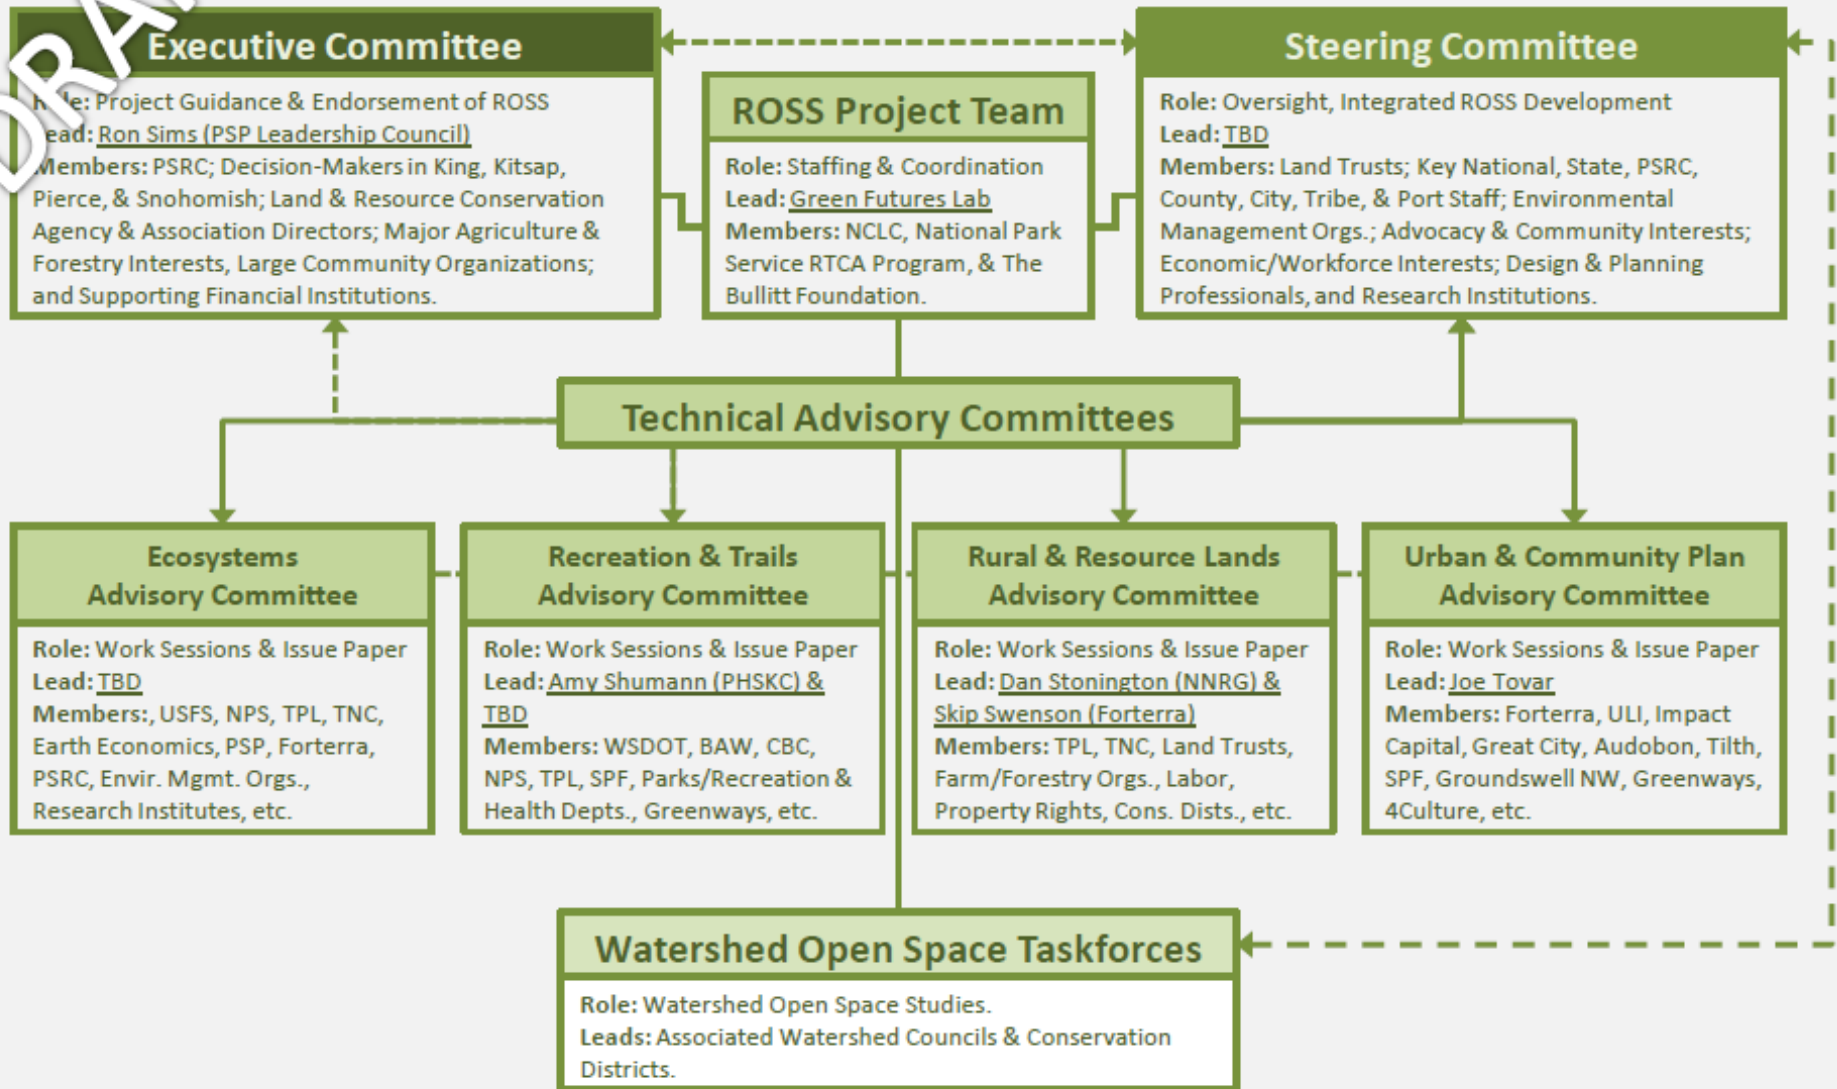 DRA
Executive Committee
Role: Project Guidance & Endorsement of ROSS
Lead: Ron Sims (PSP Leadership Council)
Members: PSRC; Decision-Makers in King, Kitsap,
Pierce, & Snohomish; Land & Resource Conservation
Agency & Association Directors; Major Agriculture &
Forestry Interests, Large Community Organizations;
and Supporting Financial Institutions.
ROSS Project Team
Role: Staffing & Coordination
Lead: Green Futures Lab
Members: NCLC, National Park
Service RTCA Program, & The
Bullitt Foundation.
Steering Committee
Role: Oversight, Integrated ROSS Development
Lead: TBD
Members: Land Trusts; Key National, State, PSRC,
County, City, Tribe, & Port Staff; Environmental
Management Orgs.; Advocacy & Community Interests;
Economic/Workforce Interests; Design & Planning
Professionals, and Research Institutions.
Technical Advisory Committees
Ecosystems
Advisory Committee
Role: Work Sessions & Issue Paper
Lead: TBD
Members:, USFS, NPS, TPL, TNC,
Earth Economics, PSP, Forterra,
PSRC, Envir. Mgmt. Orgs.,
Research Institutes, etc.
Recreation & Trails
Advisory Committee
Role: Work Sessions & Issue Paper
Lead: Amy Shumann (PHSKC) &
TBD
Members: WSDOT, BAW, CBC,
NPS, TPL, SPF, Parks/Recreation &
Health Depts., Greenways, etc.
Rural & Resource Lands
Advisory Committee
Role: Work Sessions & Issue Paper
Lead: Dan Stonington (NNRG) &
Skip Swenson (Forterra)
Members: TPL, TNC, Land Trusts,
Farm/Forestry Orgs., Labor,
Property Rights, Cons. Dists., etc.
Urban & Community Plan
Advisory Committee
Role: Work Sessions & Issue Paper
Lead: Joe Tovar
Members: Forterra, ULI, Impact
Capital, Great City, Audobon, Tilth,
SPF, Groundswell NW, Greenways,
4Culture, etc.
Watershed Open Space Taskforces
Role: Watershed Open Space Studies.
Leads: Associated Watershed Councils & Conservation
Districts.